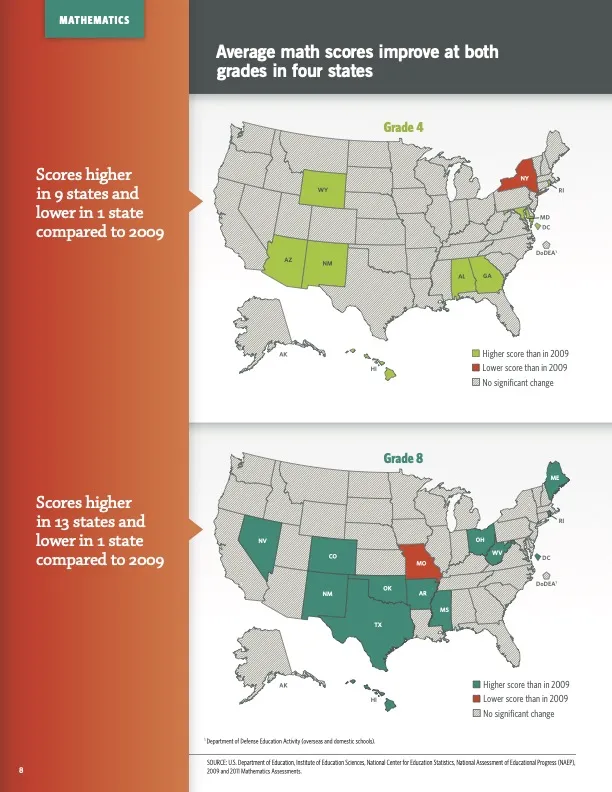 MATHEMATICS
Average math scores improve at both
grades in four states
Scores higher
in 9 states and
lower in 1 state
compared to 2009
Grade 4
WY
NY
RI
MD
DC
DoDEA¹
AZ
NM
AL
GA
AK
HI
Higher score than in 2009
Lower score than in 2009
No significant change
Scores higher
in 13 states and
lower in 1 state
compared to 2009
Grade 8
ME
RI
NV
CO
MO
OH
WV
DC
DoDEA¹
NM
OK
AR
TX
MS
AK
HI
Higher score than in 2009
Lower score than in 2009
No significant change
¹ Department of Defense Education Activity (overseas and domestic schools).
SOURCE: U.S. Department of Education, Institute of Education Sciences, National Center for Education Statistics, National Assessment of Educational Progress (NAEP),
2009 and 2011 Mathematics Assessments.
8